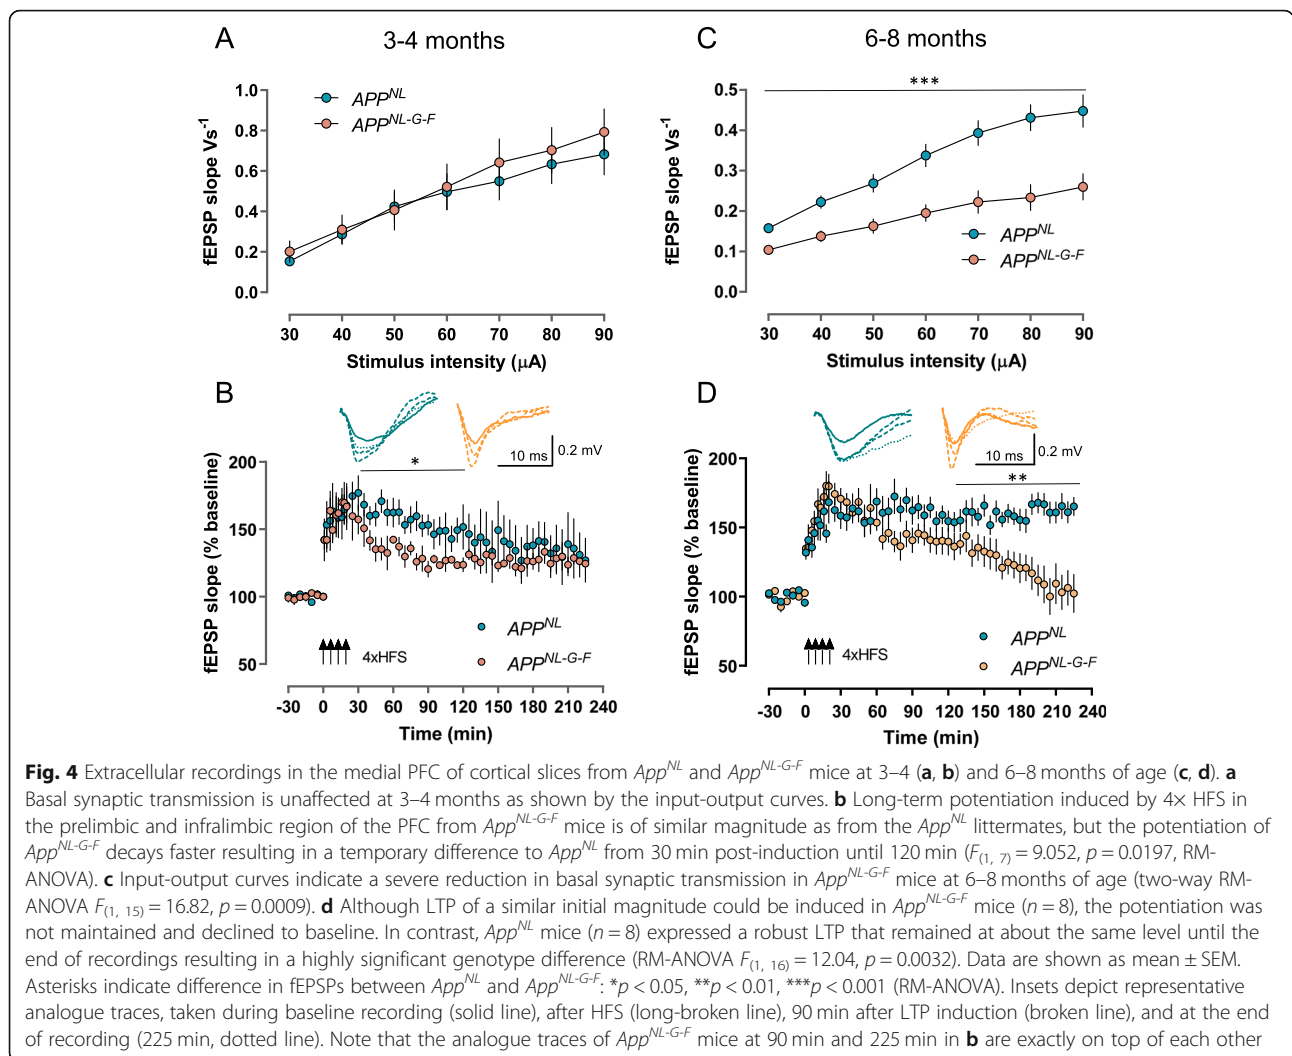 A
3-4 months
C
6-8 months
fEPSP slope Vs-1
1.0
0.8
0.6
0.4
0.2
0.0
APPNL
APPNL-G-F
30 40 50 60 70 80 90
Stimulus intensity (μA)
fEPSP slope Vs-1
0.5
0.4
0.3
0.2
0.1
0.0
***
APPNL
APPNL-G-F
30 40 50 60 70 80 90
Stimulus intensity (μA)
B
fEPSP slope (% baseline)
200
150
100
50
*
10 ms
0.2 mV
4xHFS
APPNL
APPNL-G-F
-30 0 30 60 90 120 150 180 210 240
Time (min)
D
fEPSP slope (% baseline)
200
150
100
50
10 ms
0.2 mV
**
4xHFS
APPNL
APPNL-G-F
-30 0 30 60 90 120 150 180 210 240
Time (min)
Fig. 4 Extracellular recordings in the medial PFC of cortical slices from AppNL and AppNL-G-F mice at 3–4 (a, b) and 6–8 months of age (c, d). a
Basal synaptic transmission is unaffected at 3–4 months as shown by the input-output curves. b Long-term potentiation induced by 4× HFS in
the prelimbic and infralimbic region of the PFC from AppNL-G-F mice is of similar magnitude as from the AppNL littermates, but the potentiation of
AppNL-G-F decays faster resulting in a temporary difference to AppNL from 30 min post-induction until 120 min (F(1, 7) = 9.052, p = 0.0197, RM-
ANOVA). c Input-output curves indicate a severe reduction in basal synaptic transmission in AppNL-G-F mice at 6–8 months of age (two-way RM-
ANOVA F(1, 15) = 16.82, p = 0.0009). d Although LTP of a similar initial magnitude could be induced in AppNL-G-F mice (n = 8), the potentiation was
not maintained and declined to baseline. In contrast, AppNL mice (n = 8) expressed a robust LTP that remained at about the same level until the
end of recordings resulting in a highly significant genotype difference (RM-ANOVA F(1, 16) = 12.04, p = 0.0032). Data are shown as mean ± SEM.
Asterisks indicate difference in fEPSPs between AppNL and AppNL-G-F: *p < 0.05, **p < 0.01, ***p < 0.001 (RM-ANOVA). Insets depict representative
analogue traces, taken during baseline recording (solid line), after HFS (long-broken line), 90 min after LTP induction (broken line), and at the end
of recording (225 min, dotted line). Note that the analogue traces of AppNL-G-F mice at 90 min and 225 min in b are exactly on top of each other